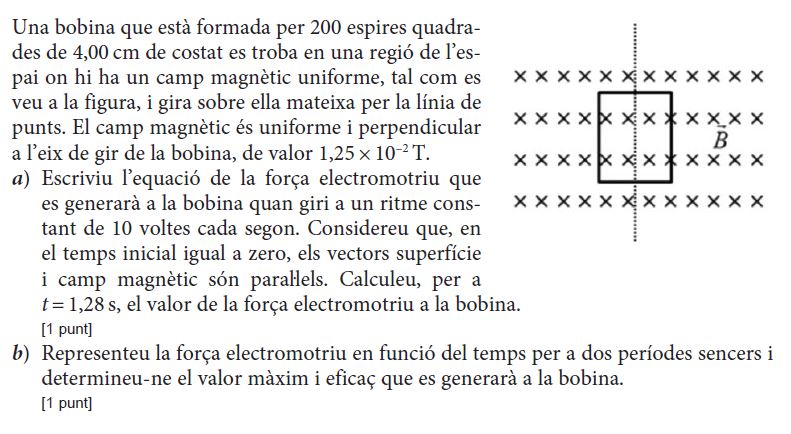 Una bobina que està formada per 200 espires quadra-
des de 4,00 cm de costat es troba en una regió de l'es-
pai on hi ha un camp magnètic uniforme, tal com es
veu a la figura, i gira sobre ella mateixa per la línia de
punts. El camp magnètic és uniforme i perpendicular
a l'eix de gir de la bobina, de valor 1,25 × 10⁻² T.
a) Escriviu l'equació de la força electromotriu que
es generarà a la bobina quan giri a un ritme cons-
tant de 10 voltes cada segon. Considereu que, en
el temps inicial igual a zero, els vectors superfície
i camp magnètic són paral·lels. Calculeu, per a
t = 1,28 s, el valor de la força electromotriu a la bobina.
[1 punt]
b) Representeu la força electromotriu en funció del temps per a dos períodes sencers i
determineu-ne el valor màxim i eficaç que es generarà a la bobina.
[1 punt]
B